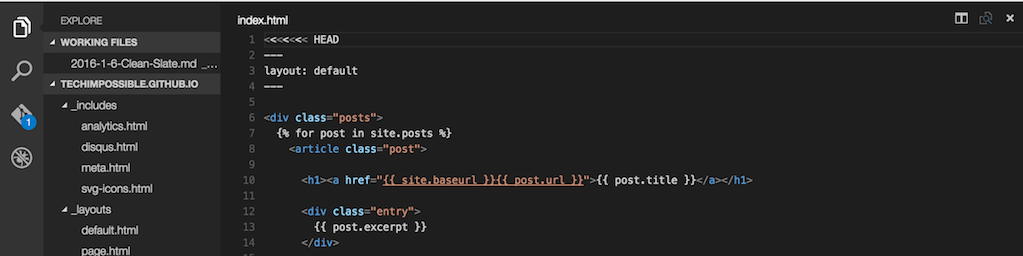 EXPLORE
WORKING FILES
2016-1-6-Clean-Slate.md _...
TECHIMPOSSIBLE.GITHUB.IO
_includes
analytics.html
disqus.html
meta.html
svg-icons.html
_layouts
default.html
page.html
1
index.html
1 <<<<<<< HEAD
2 ---
3 layout: default
4 ---
5
6 <div class="posts">
7 {% for post in site.posts %}
8 <article class="post">
9
10 <h1><a href="{{ site.baseurl }}{{ post.url }}">{{ post.title }}</a></h1>
11
12 <div class="entry">
13 {{ post.excerpt }}
14 </div>